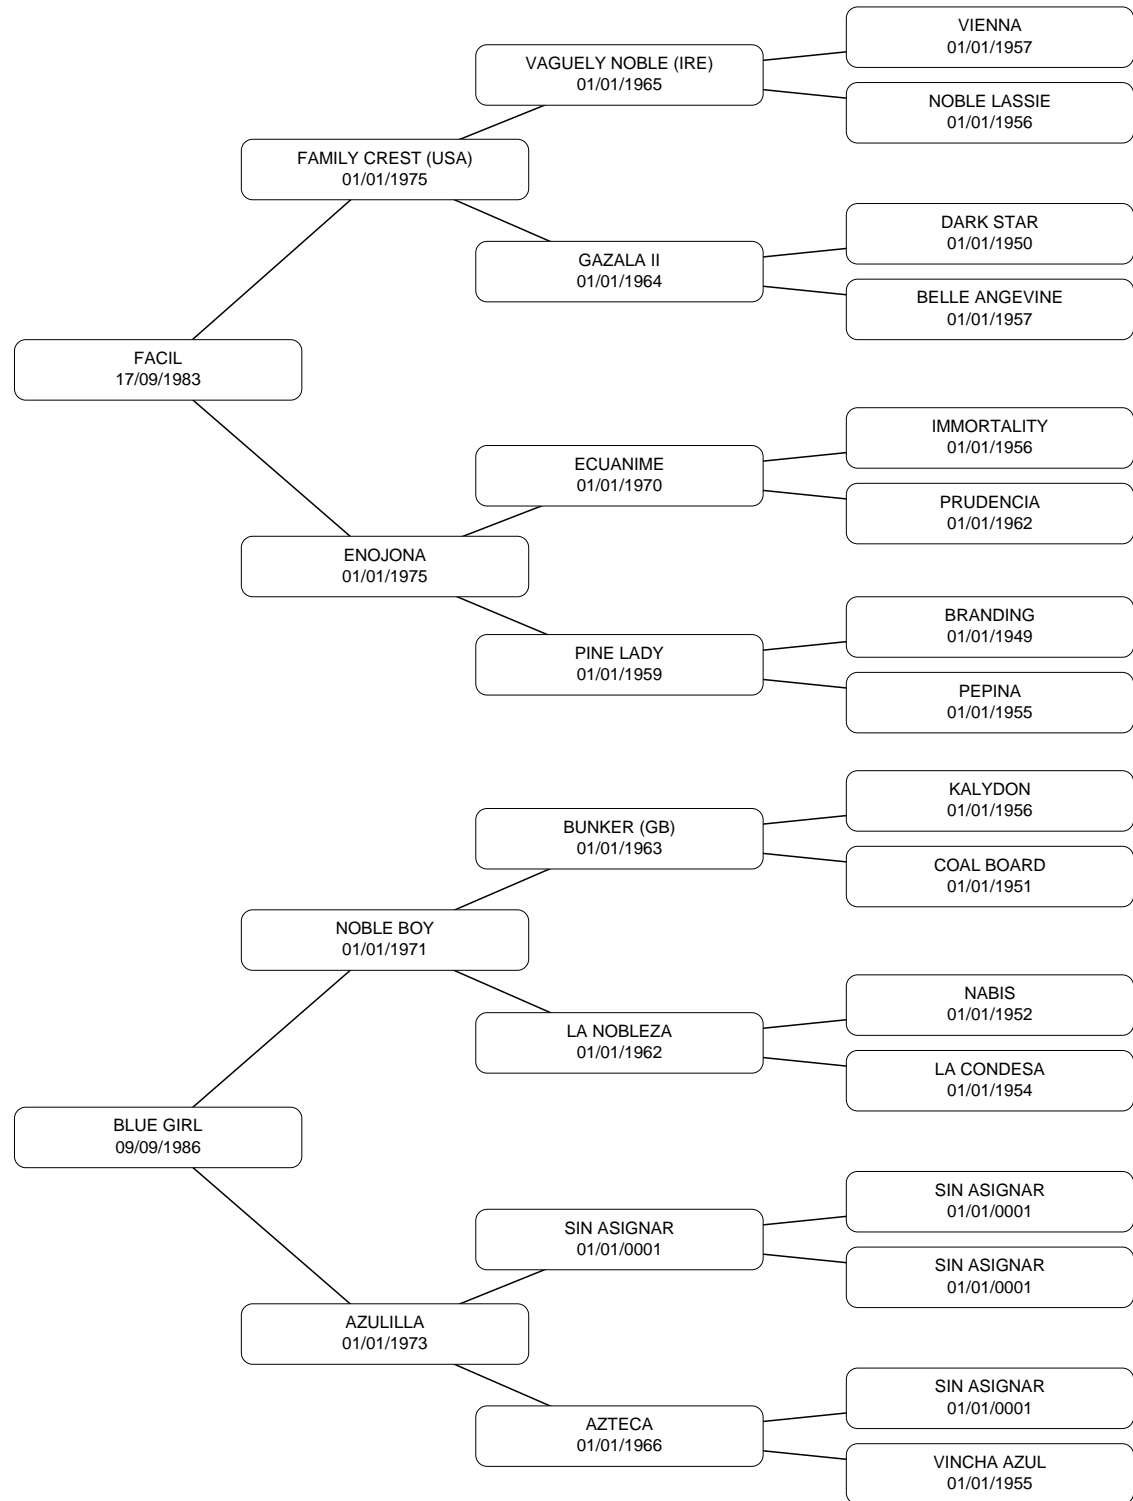 VIENNA
01/01/1957
VAGUELY NOBLE (IRE)
01/01/1965
NOBLE LASSIE
01/01/1956
FAMILY CREST (USA)
01/01/1975
DARK STAR
01/01/1950
GAZALA II
01/01/1964
BELLE ANGEVINE
01/01/1957
FACIL
17/09/1983
IMMORTALITY
01/01/1956
ECUANIME
01/01/1970
PRUDENCIA
01/01/1962
ENOJONA
01/01/1975
BRANDING
01/01/1949
PINE LADY
01/01/1959
PEPINA
01/01/1955
KALYDON
01/01/1956
BUNKER (GB)
01/01/1963
COAL BOARD
01/01/1951
NOBLE BOY
01/01/1971
NABIS
01/01/1952
LA NOBLEZA
01/01/1962
LA CONDESA
01/01/1954
BLUE GIRL
09/09/1986
SIN ASIGNAR
01/01/0001
SIN ASIGNAR
01/01/0001
SIN ASIGNAR
01/01/0001
AZULILLA
01/01/1973
SIN ASIGNAR
01/01/0001
AZTECA
01/01/1966
VINCHA AZUL
01/01/1955